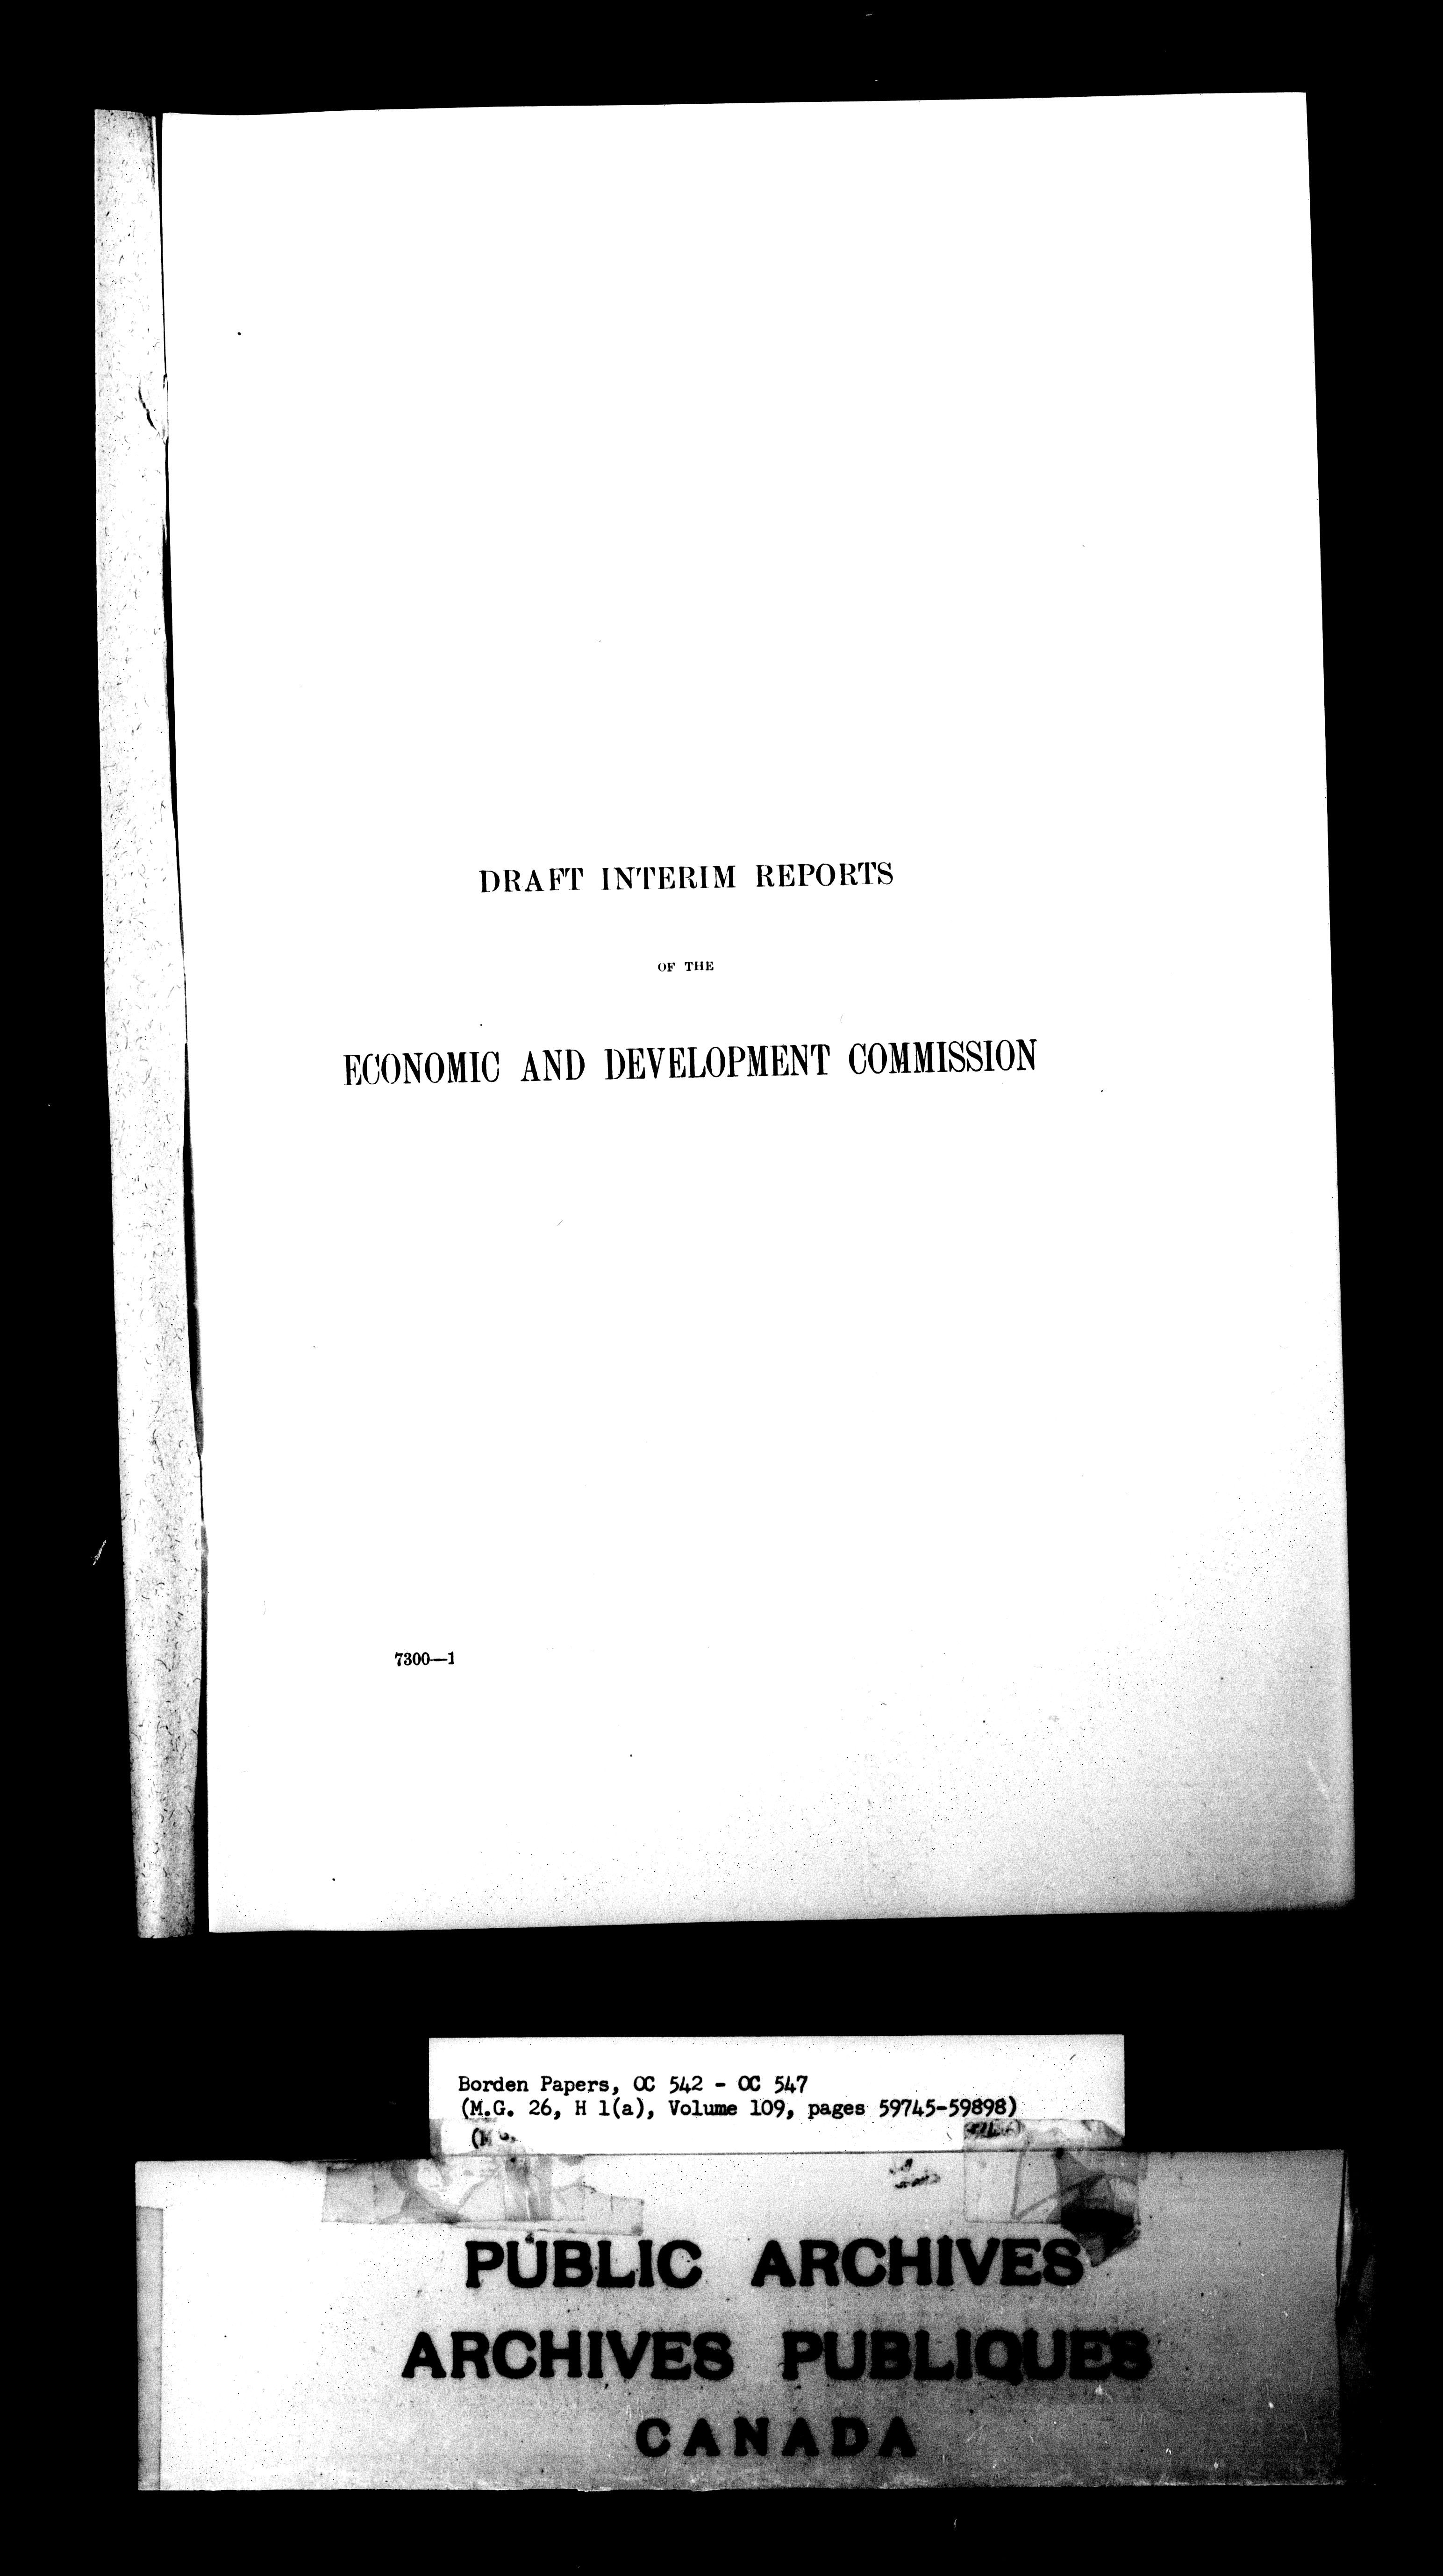 DRAFT INTERIM REPORTS
OF THE
ECONOMIC AND DEVELOPMENT COMMISSION
7300—1
Borden Papers, OC 542 - OC 547
(M.G. 26, H 1(a), Volume 109, pages 59745-59898)
PUBLIC ARCHIVES
ARCHIVES PUBLIQUES
CANADA